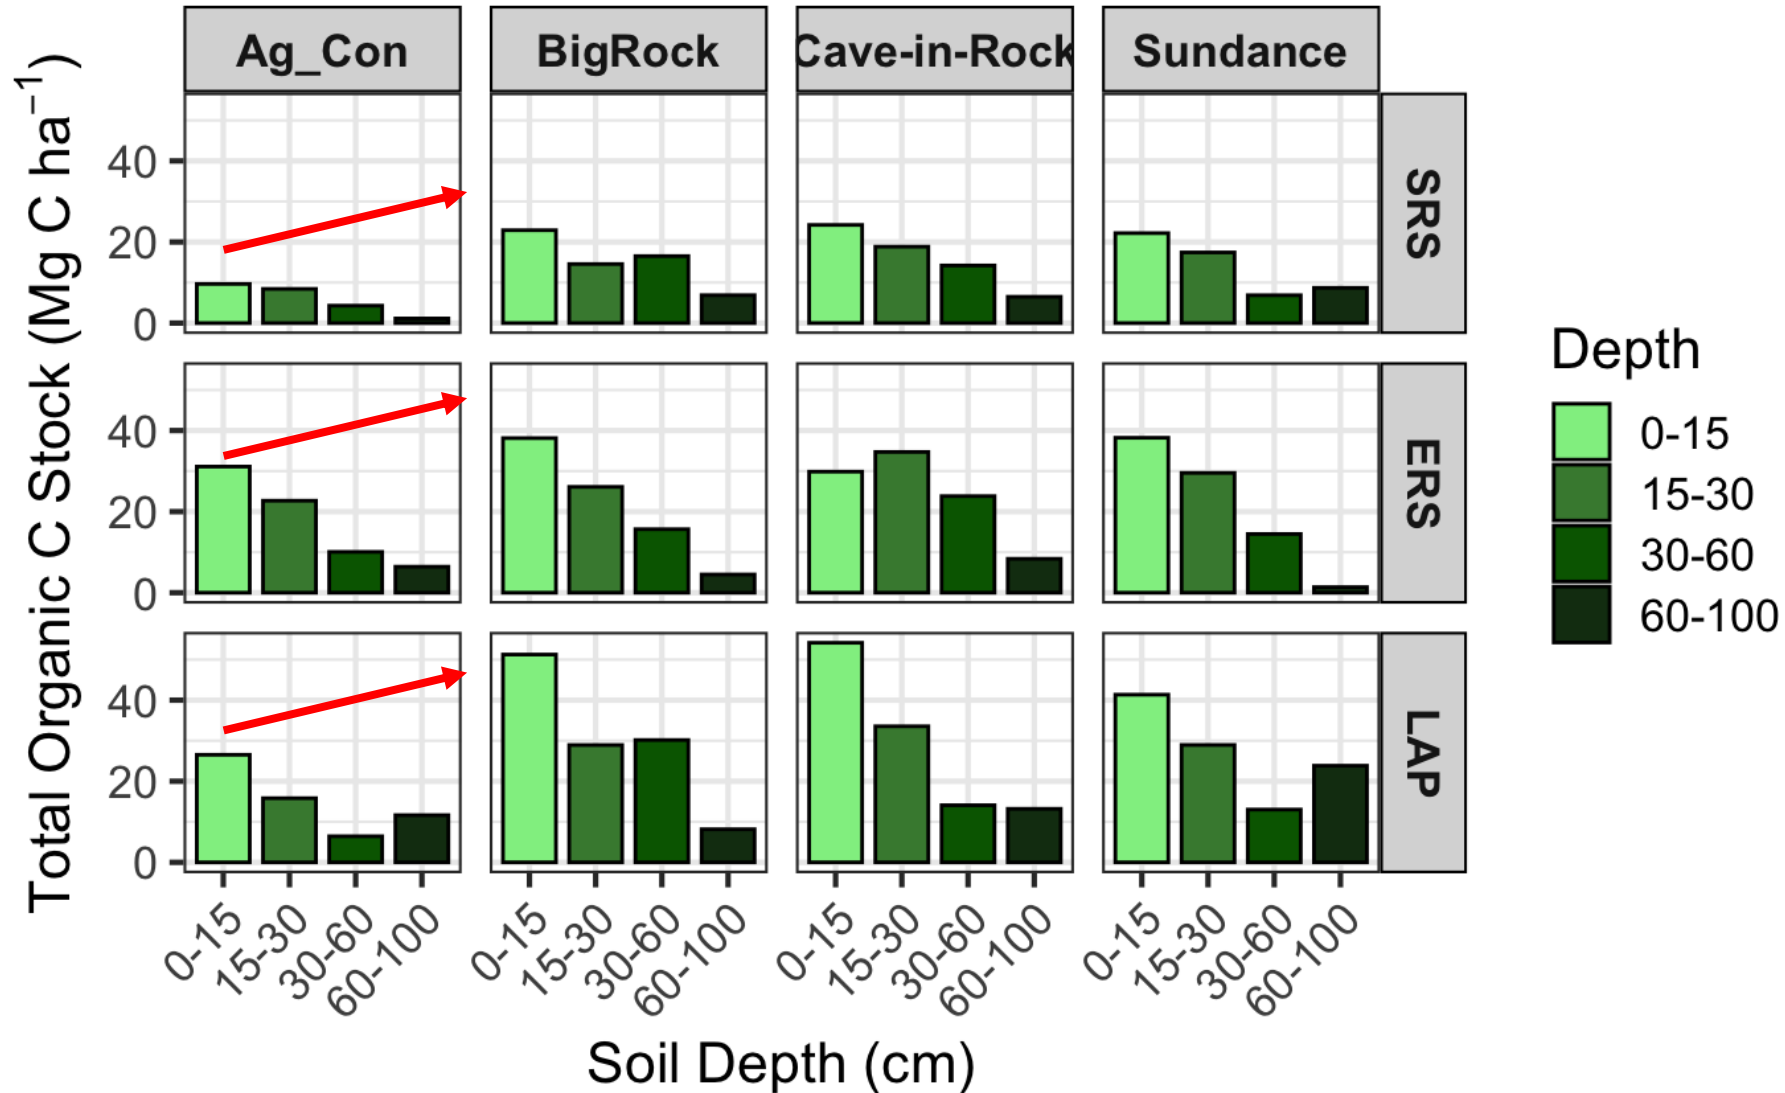 Ag_Con
BigRock
Cave-in-Rock
Sundance
Total Organic C Stock (Mg C ha⁻¹)
40
20
0
SRS
40
20
0
ERS
40
20
0
LAP
0-15
15-30
30-60
60-100
0-15
15-30
30-60
60-100
0-15
15-30
30-60
60-100
0-15
15-30
30-60
60-100
Soil Depth (cm)
Depth
0-15
15-30
30-60
60-100